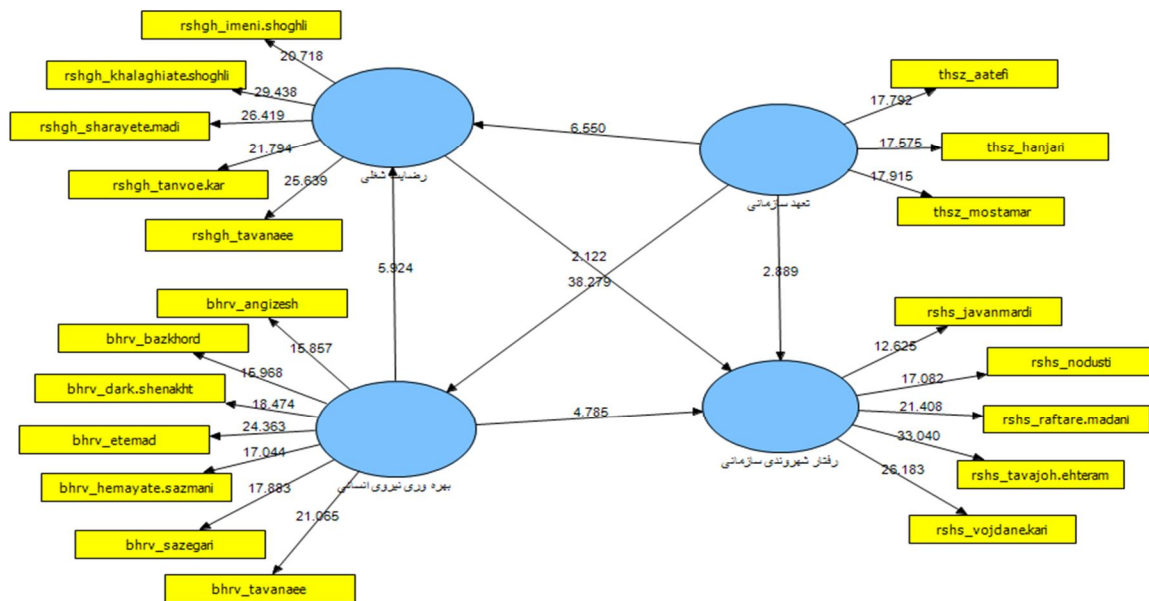 rshgh_imeni.shoghli
20.718
rshgh_khalaghiate.shoghli
29.438
rshgh_sharayete.madi
26.419
21.794
rshgh_tanvoe.kar
25.639
rshgh_tavanaee
رضایت شغلی
6.550
thsz_aatefi
17.792
17.575
thsz_hanjari
17.915
thsz_mostamar
تعهد سازمانی
5.924
2.122
38.279
2.889
bhrv_angizesh
15.857
bhrv_bazkhord
15.968
bhrv_dark.shenakht
18.474
bhrv_etemad
24.363
17.044
bhrv_hemayate.sazmani
17.883
bhrv_sazegari
21.065
bhrv_tavanaee
بهره وری نیروی انسانی
4.785
rshs_javanmardi
12.625
rshs_nodusti
17.082
21.408
rshs_raftare.madani
33.040
rshs_tavajoh.ehteram
26.183
rshs_vojdane.kari
رفتار شهروندی سازمانی